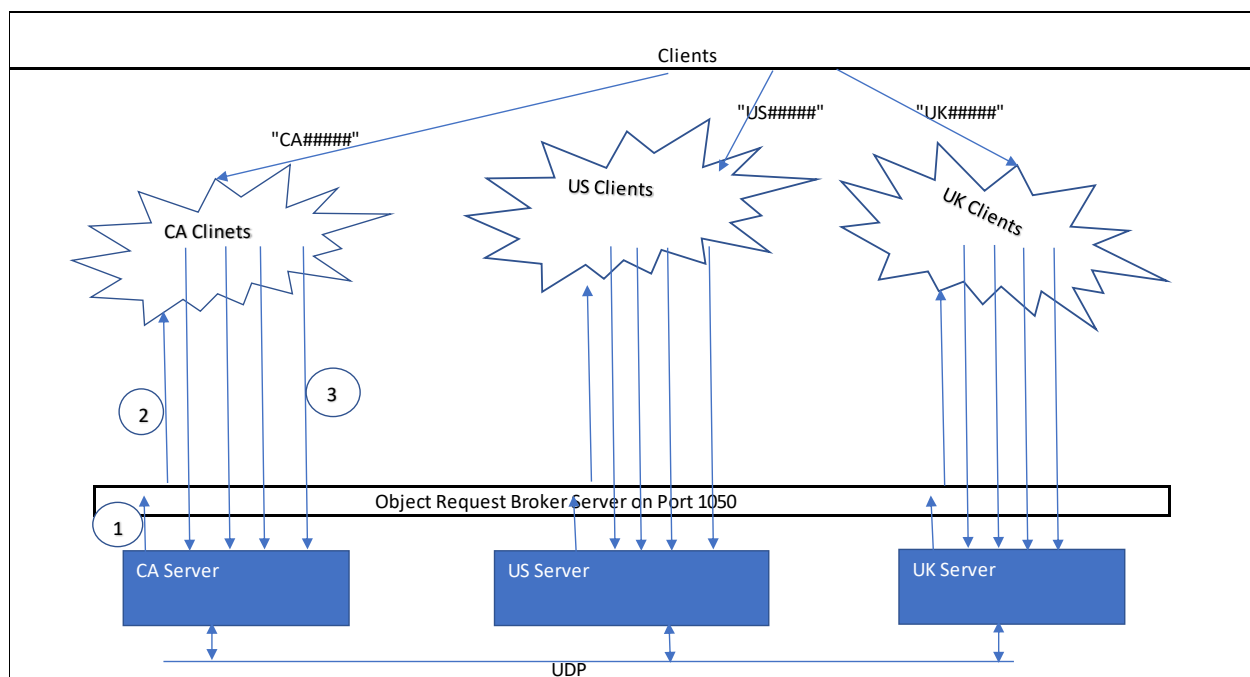 Clients
"CA#####"
"US#####"
"UK#####"
CA Clinets
US Clients
UK Clients
2
3
Object Request Broker Server on Port 1050
1
CA Server
US Server
UK Server
UDP